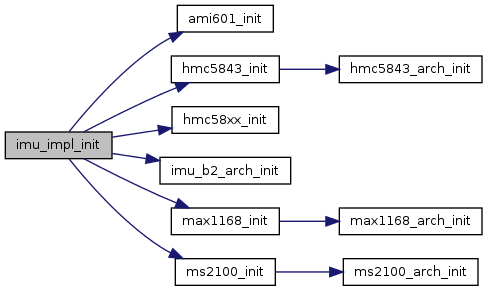 ami601_init
hmc5843_init
hmc5843_arch_init
hmc58xx_init
imu_impl_init
imu_b2_arch_init
max1168_init
max1168_arch_init
ms2100_init
ms2100_arch_init